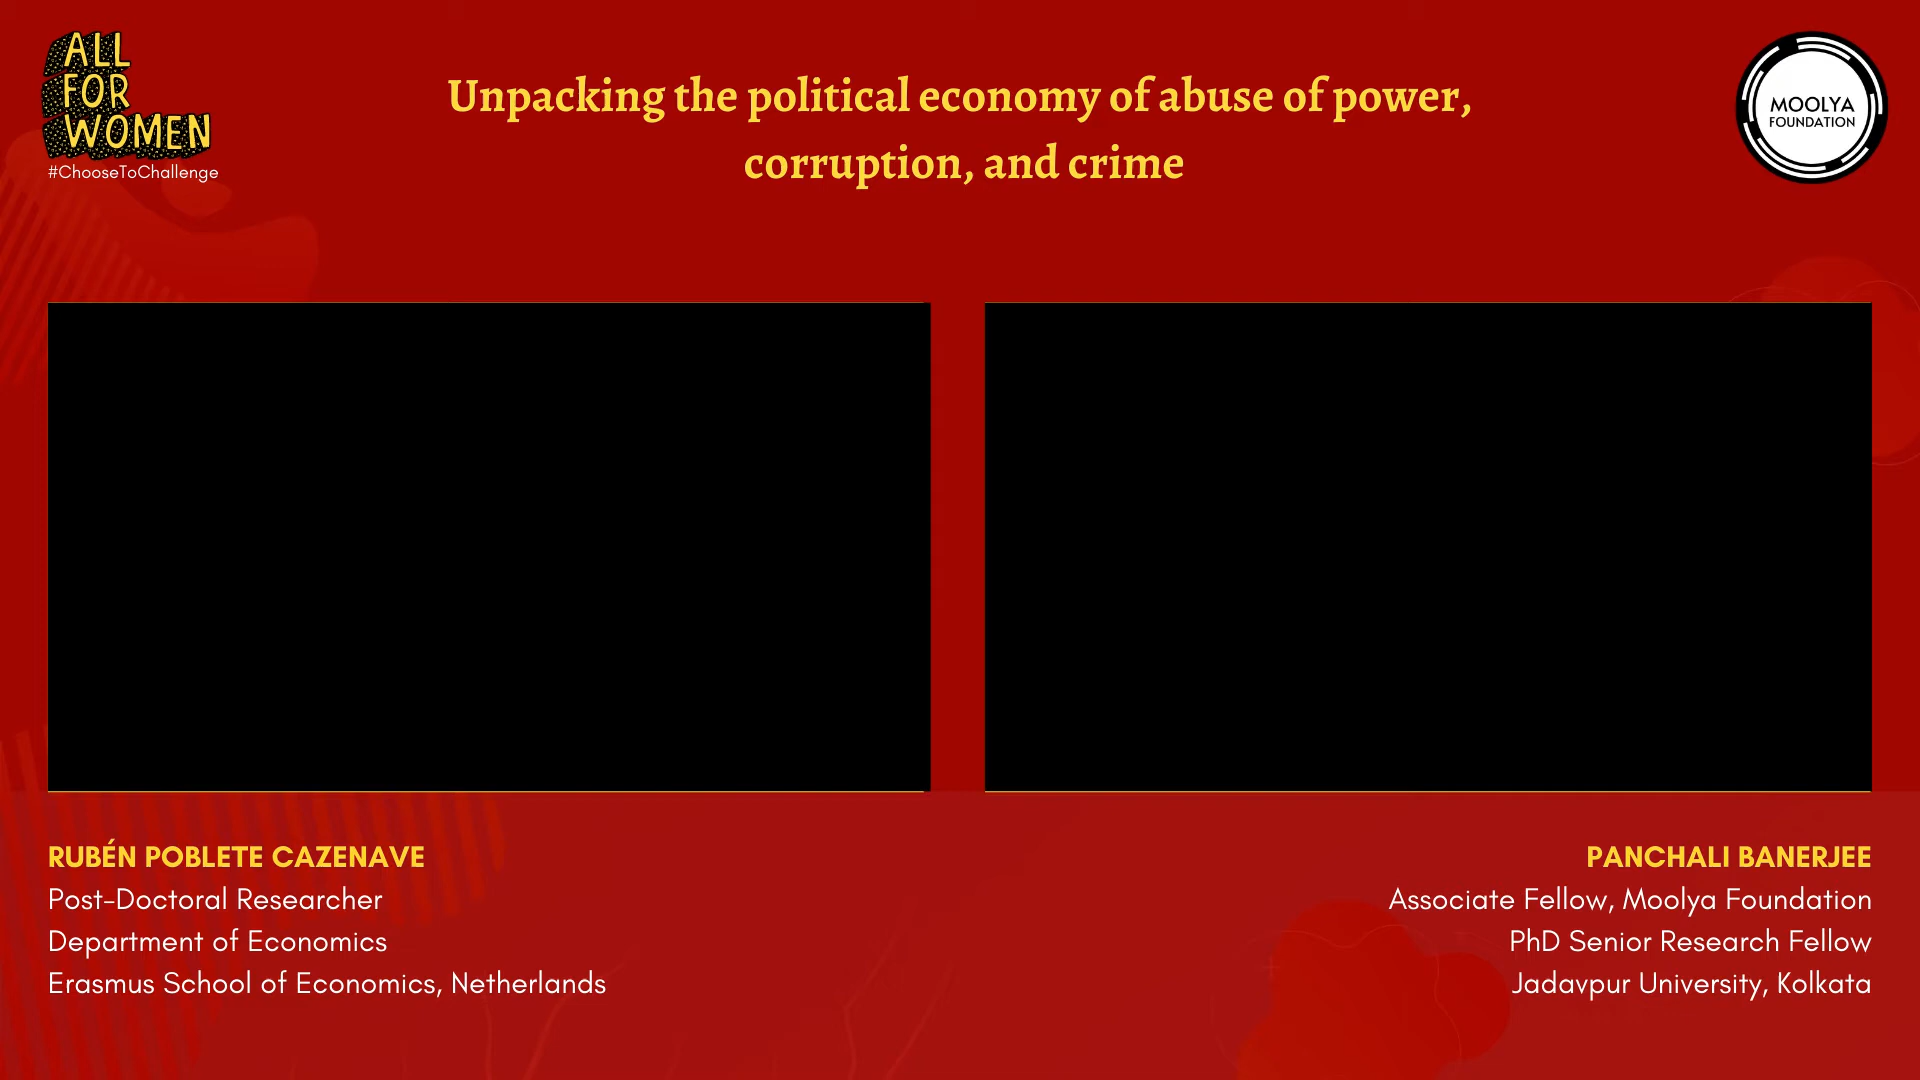 ALL
FOR
WOMEN
#ChooseToChallenge
Unpacking the political economy of abuse of power,
corruption, and crime
MOOLYA
FOUNDATION
RUBÉN POBLETE CAZENAVE
Post-Doctoral Researcher
Department of Economics
Erasmus School of Economics, Netherlands
PANCHALI BANERJEE
Associate Fellow, Moolya Foundation
PhD Senior Research Fellow
Jadavpur University, Kolkata